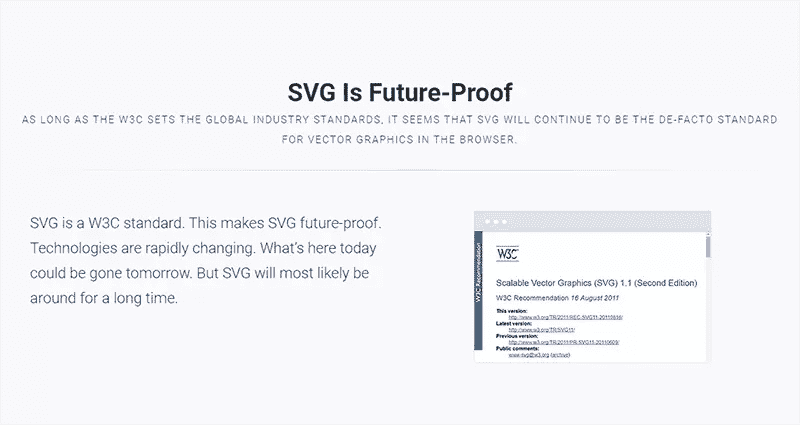 SVG Is Future-Proof
AS LONG AS THE W3C SETS THE GLOBAL INDUSTRY STANDARDS, IT SEEMS THAT SVG WILL CONTINUE TO BE THE DE-FACTO STANDARD
FOR VECTOR GRAPHICS IN THE BROWSER.
SVG is a W3C standard. This makes SVG future-proof.
Technologies are rapidly changing. What's here today
could be gone tomorrow. But SVG will most likely be
around for a long time.
W3C Recommendation
W3C
Scalable Vector Graphics (SVG) 1.1 (Second Edition)
W3C Recommendation 16 August 2011
This version:
http://www.w3.org/TR/2011/REC-SVG11-20110816/
Latest version:
http://www.w3.org/TR/SVG11/
Previous version:
http://www.w3.org/TR/2011/PR-SVG11-20110609/
Public comments:
www-svg@w3.org (archive)